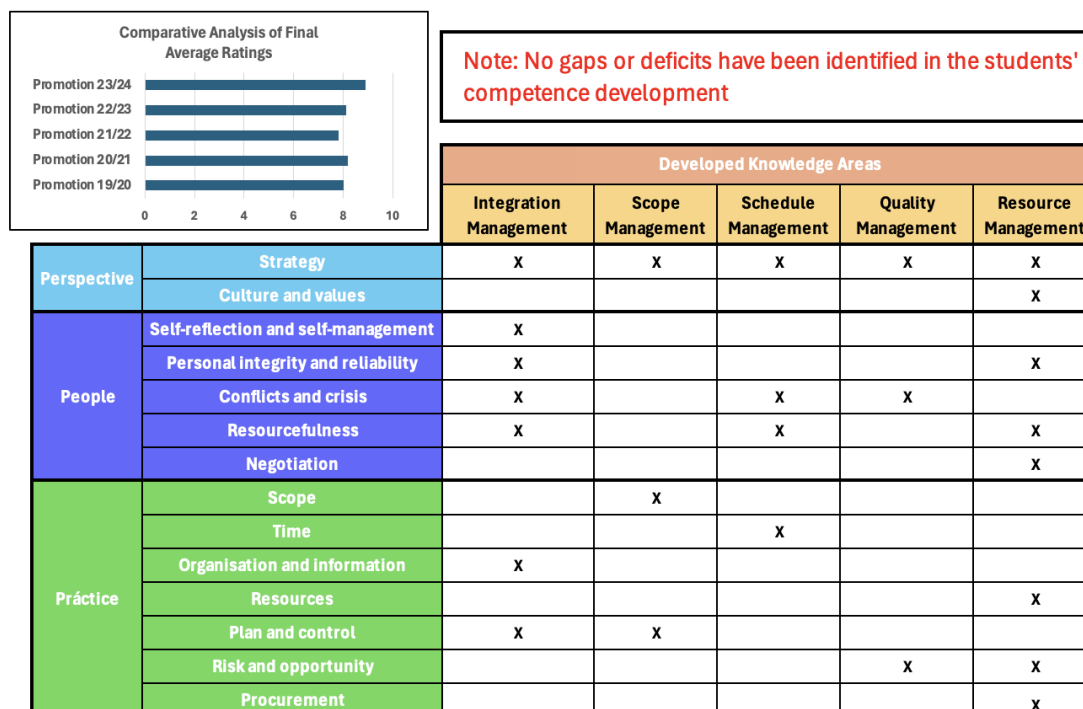 Comparative Analysis of Final
Average Ratings
Promotion 23/24
Promotion 22/23
Promotion 21/22
Promotion 20/21
Promotion 19/20
0 2 4 6 8 10
Note: No gaps or deficits have been identified in the students'
competence development
Developed Knowledge Areas
Integration Management Scope Management Schedule Management Quality Management Resource Management
Perspective
Strategy X X X X X
Culture and values X
People
Self-reflection and self-management X
Personal integrity and reliability X X
Conflicts and crisis X X X
Resourcefulness X X X
Negotiation X
Práctice
Scope X
Time X
Organisation and information X
Resources X
Plan and control X X
Risk and opportunity X X
Procurement X